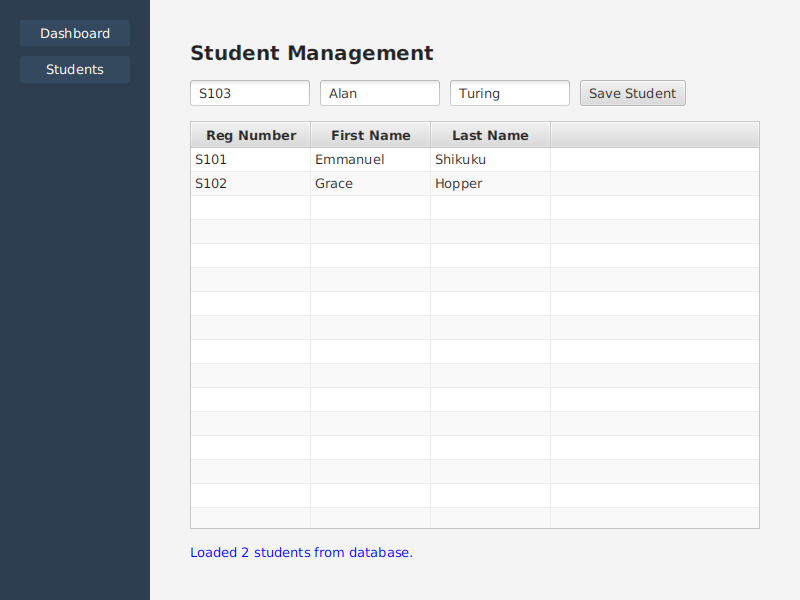 Dashboard
Students
Student Management
S103 Alan Turing Save Student
Reg Number First Name Last Name
S101 Emmanuel Shikuku
S102 Grace Hopper
Loaded 2 students from database.